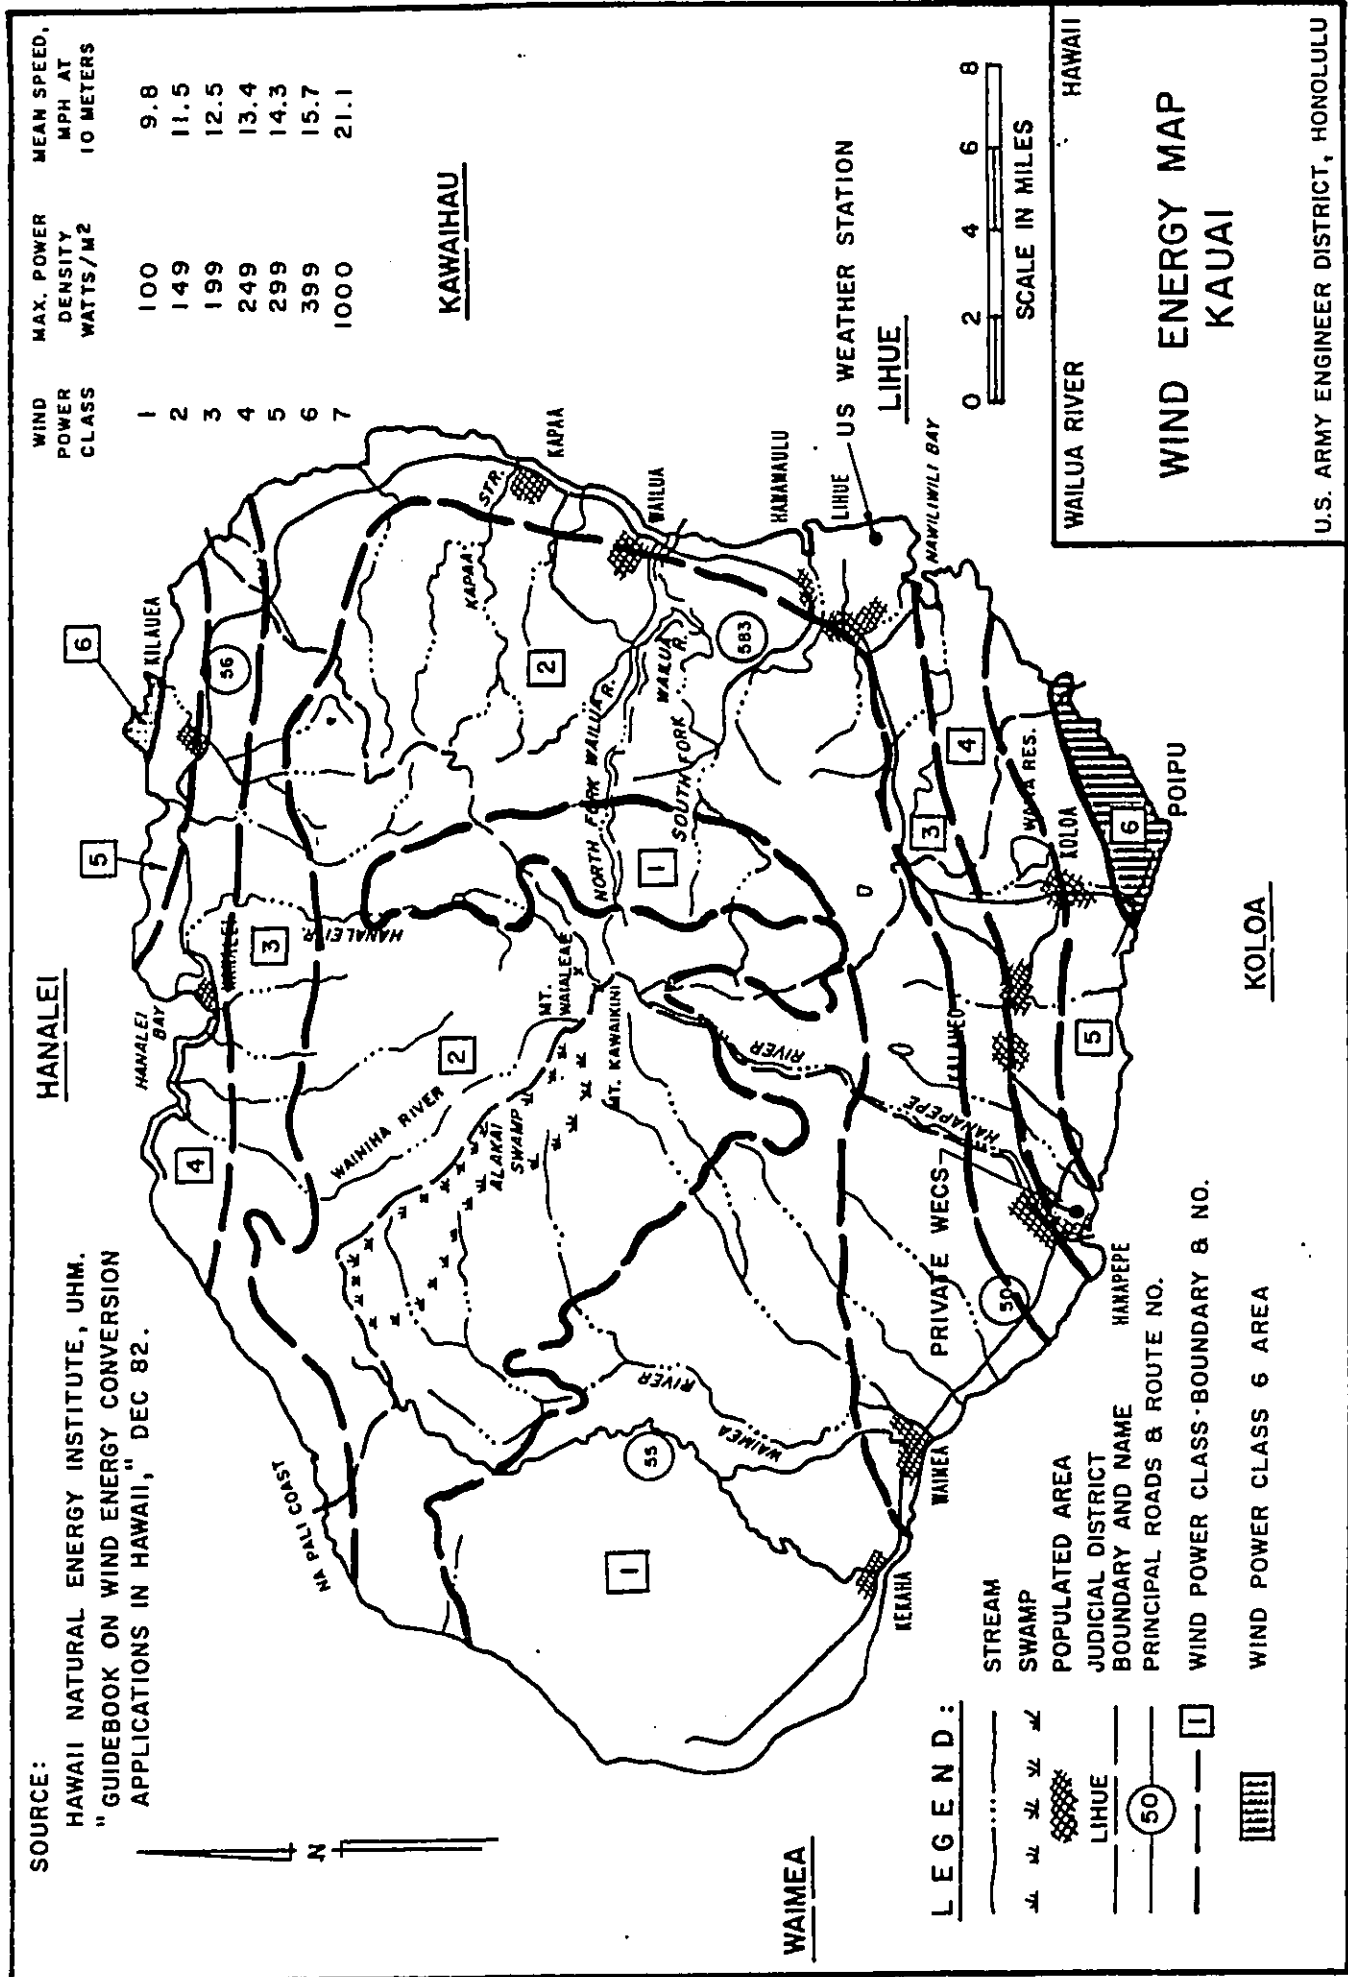 SOURCE:
HAWAII NATURAL ENERGY INSTITUTE, UHM.
"GUIDEBOOK ON WIND ENERGY CONVERSION
APPLICATIONS IN HAWAII," DEC 82.
WIND POWER CLASS MAX. POWER DENSITY WATTS/M² MEAN SPEED, MPH AT 10 METERS
1 100 9.8
2 149 11.5
3 199 12.5
4 249 13.4
5 299 14.3
6 399 15.7
7 1000 21.1
N
HANALEI
KAWAIHAU
LIHUE
KOLOA
WAIMEA
6
KILAUEA
5
56
HANALEI BAY
HANALEI
4
3
HANALEI R.
NA PALI COAST
WAINIHA RIVER
2
ALAKAI SWAMP
MT. WAIALEAE
MT. KAWAIKINI
KAPAA STR.
KAPAA
2
NORTH FORK WAILUA R.
WAILUA R.
WAILUA
SOUTH FORK
1
583
HANAMAULU
LIHUE
US WEATHER STATION
NAWILIWILI BAY
55
WAIMEA RIVER
1
HANAPEPE RIVER
KALAHEO
3
4
WAITA RES.
KOLOA
6
POIPU
5
PRIVATE WECS
50
HANAPEPE
WAIMEA
KEKAHA
0 2 4 6 8
SCALE IN MILES
LEGEND:
STREAM
SWAMP
POPULATED AREA
LIHUE JUDICIAL DISTRICT
BOUNDARY AND NAME
50 PRINCIPAL ROADS & ROUTE NO.
1 WIND POWER CLASS-BOUNDARY & NO.
WIND POWER CLASS 6 AREA
WAILUA RIVER HAWAII
WIND ENERGY MAP
KAUAI
U.S. ARMY ENGINEER DISTRICT, HONOLULU